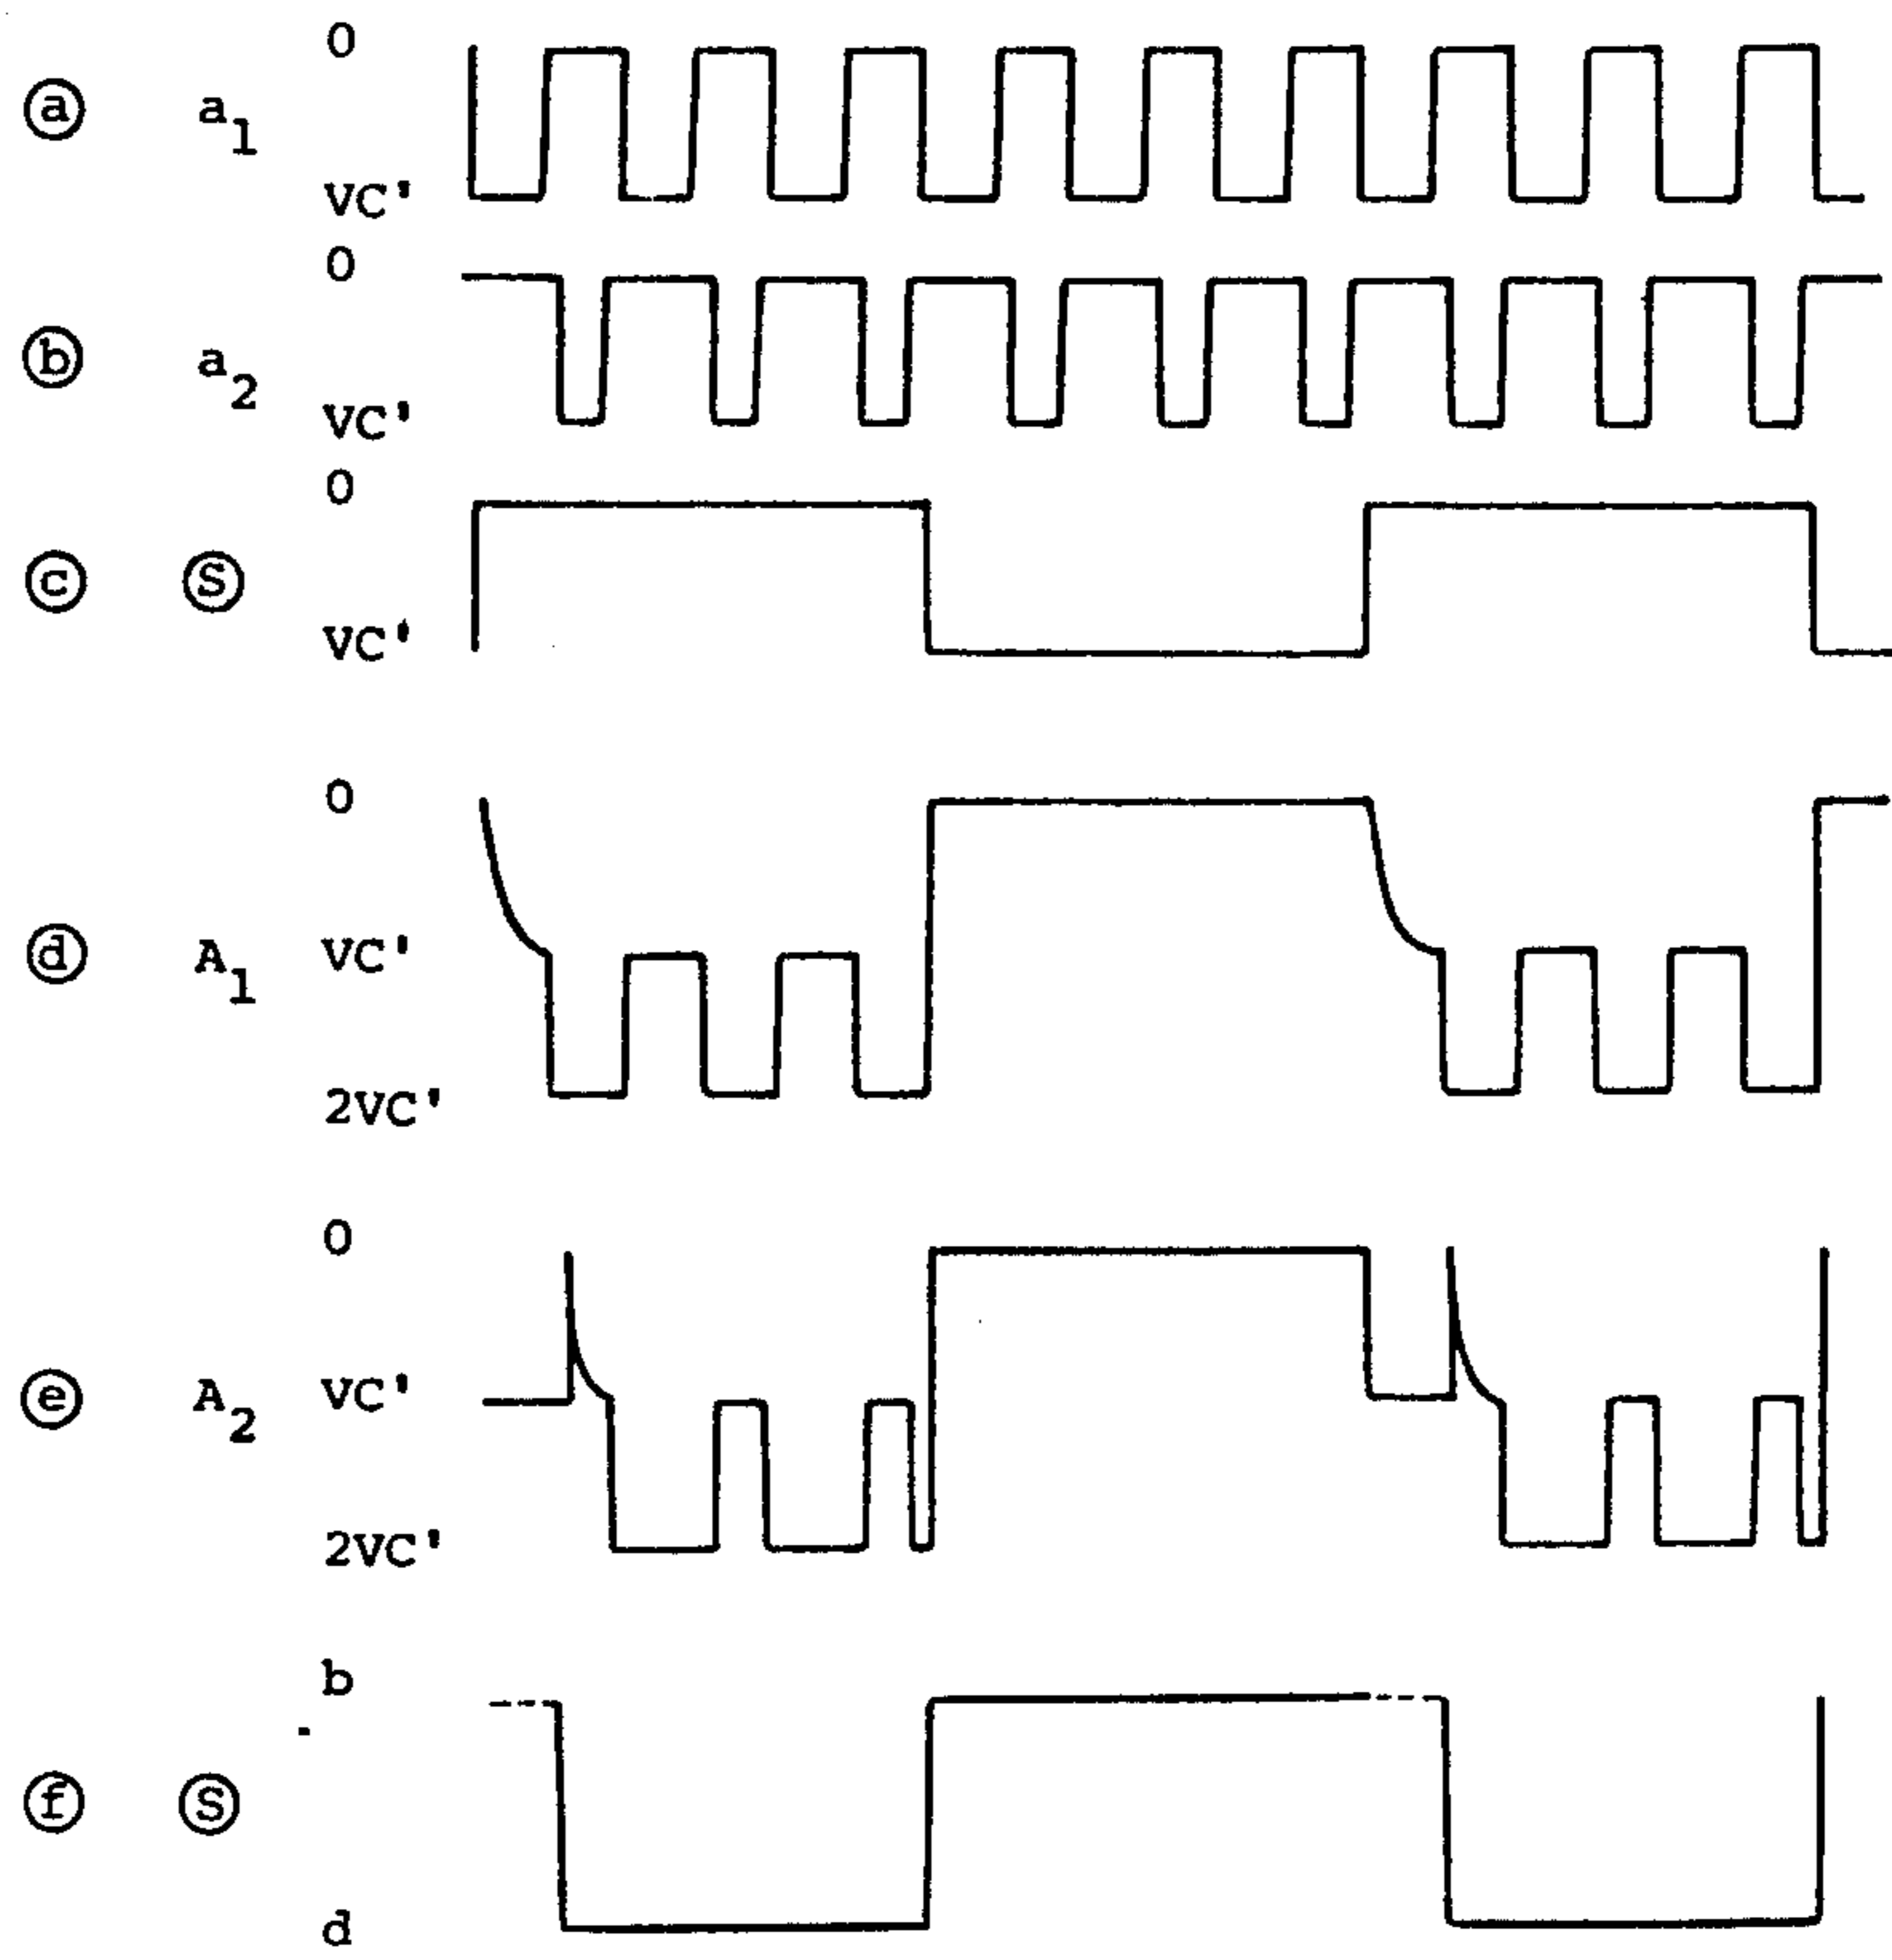 0
ⓐ a₁
VC'
0
ⓑ a₂
VC'
0
ⓒ Ⓢ
VC'
0
ⓓ A₁ VC'
2VC'
0
ⓔ A₂ VC'
2VC'
b
ⓕ Ⓢ
d